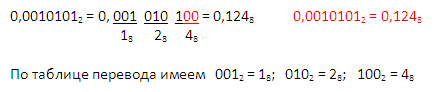 0,0010101₂ = 0, 001 010 100 = 0,124₈ 0,0010101₂ = 0,124₈
1₈ 2₈ 4₈
По таблице перевода имеем 001₂ = 1₈; 010₂ = 2₈; 100₂ = 4₈